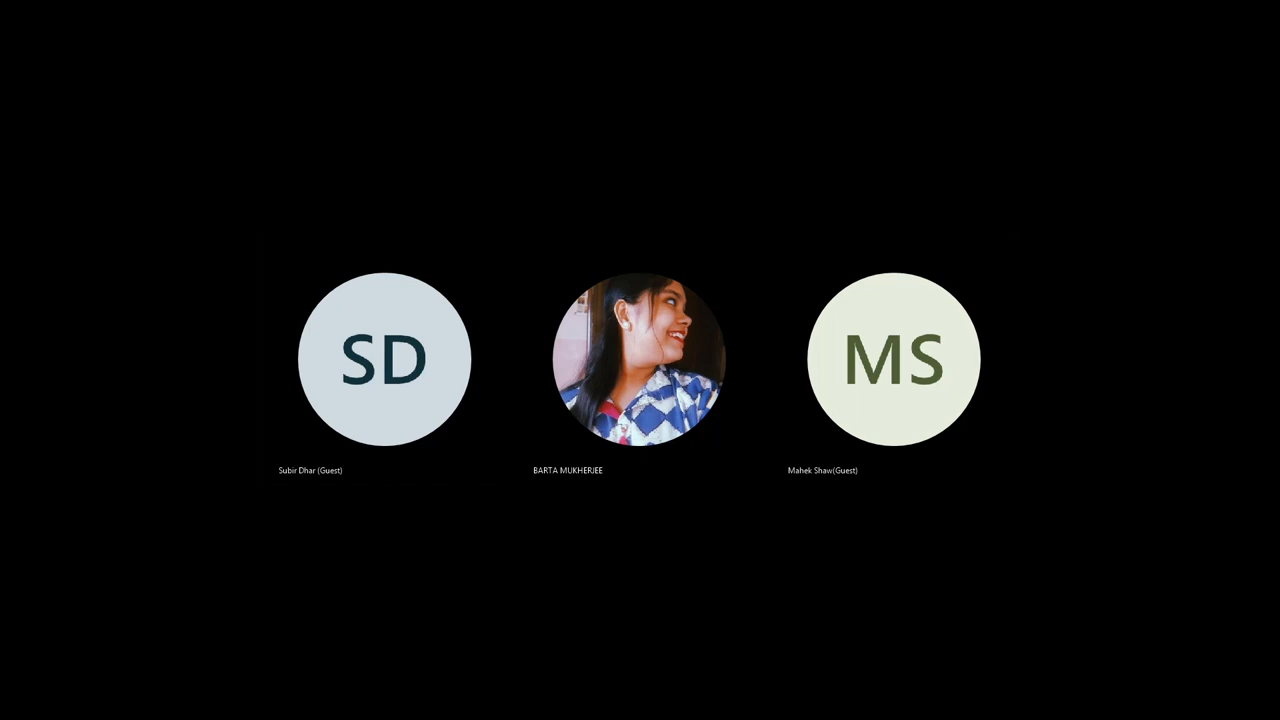 SD
MS
Subir Dhar (Guest)
BARTA MUKHERJEE
Mahek Shaw(Guest)